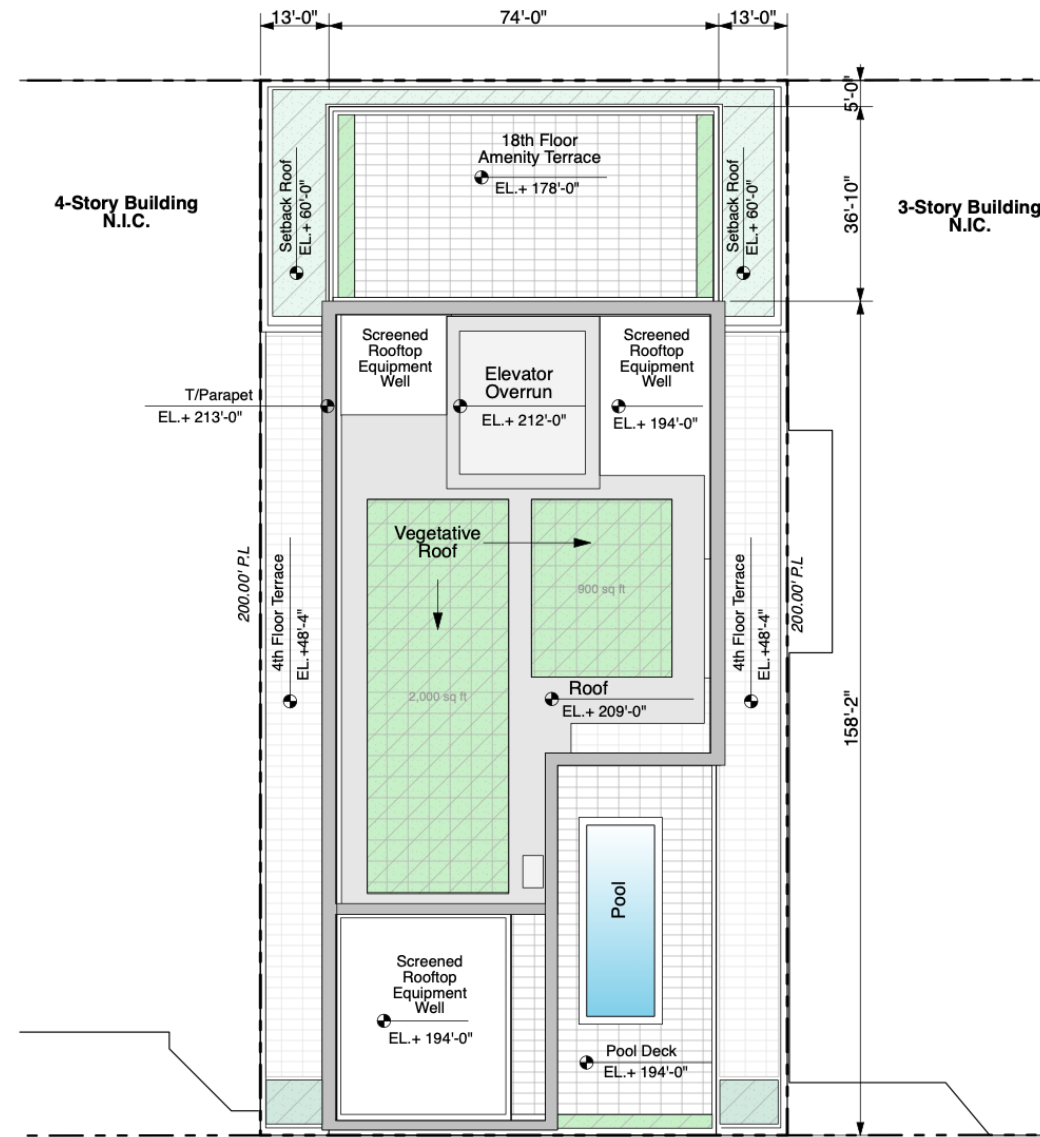 13'-0"
74'-0"
13'-0"
5'-0"
18th Floor
Amenity Terrace
EL.+ 178'-0"
Setback Roof
EL.+ 60'-0"
Setback Roof
EL.+ 60'-0"
4-Story Building
N.I.C.
3-Story Building
N.IC.
36'-10"
Screened
Rooftop
Equipment
Well
Elevator
Overrun
EL.+ 212'-0"
Screened
Rooftop
Equipment
Well
EL.+ 194'-0"
T/Parapet
EL.+ 213'-0"
Vegetative
Roof
900 sq ft
2,000 sq ft
200.00' P.L
4th Floor Terrace
EL.+48'-4"
4th Floor Terrace
EL.+48'-4"
200.00' P.L
Roof
EL.+ 209'-0"
158'-2"
Pool
Screened
Rooftop
Equipment
Well
EL.+ 194'-0"
Pool Deck
EL.+ 194'-0"